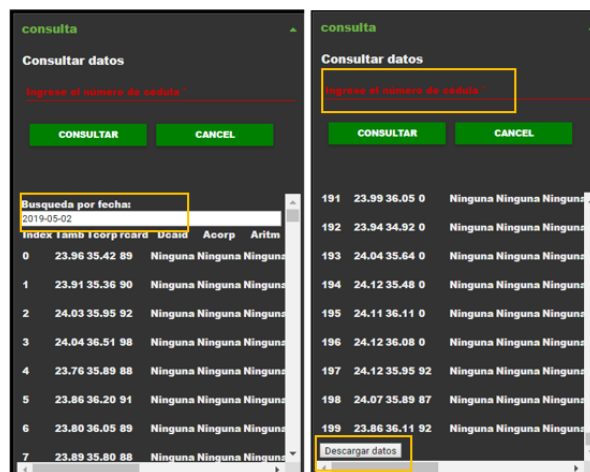 consulta
Consultar datos
Ingrese el número de cédula *
CONSULTAR CANCEL
Busqueda por fecha:
2019-05-02
Index Tamb Tcorp rcard Dcaid Acorp Aritm
0 23.96 35.42 89 Ninguna Ninguna Ninguna
1 23.91 35.36 90 Ninguna Ninguna Ninguna
2 24.03 35.95 92 Ninguna Ninguna Ninguna
3 24.04 36.51 98 Ninguna Ninguna Ninguna
4 23.76 35.89 88 Ninguna Ninguna Ninguna
5 23.86 36.20 91 Ninguna Ninguna Ninguna
6 23.80 36.05 89 Ninguna Ninguna Ninguna
7 23.89 35.80 88 Ninguna Ninguna Ninguna
consulta
Consultar datos
Ingrese el número de cédula *
CONSULTAR CANCEL
191 23.99 36.05 0 Ninguna Ninguna Ninguna
192 23.94 34.92 0 Ninguna Ninguna Ninguna
193 24.04 35.64 0 Ninguna Ninguna Ninguna
194 24.12 35.48 0 Ninguna Ninguna Ninguna
195 24.11 36.11 0 Ninguna Ninguna Ninguna
196 24.12 36.08 0 Ninguna Ninguna Ninguna
197 24.12 35.95 92 Ninguna Ninguna Ninguna
198 24.07 35.89 87 Ninguna Ninguna Ninguna
199 23.86 36.11 92 Ninguna Ninguna Ninguna
Descargar datos